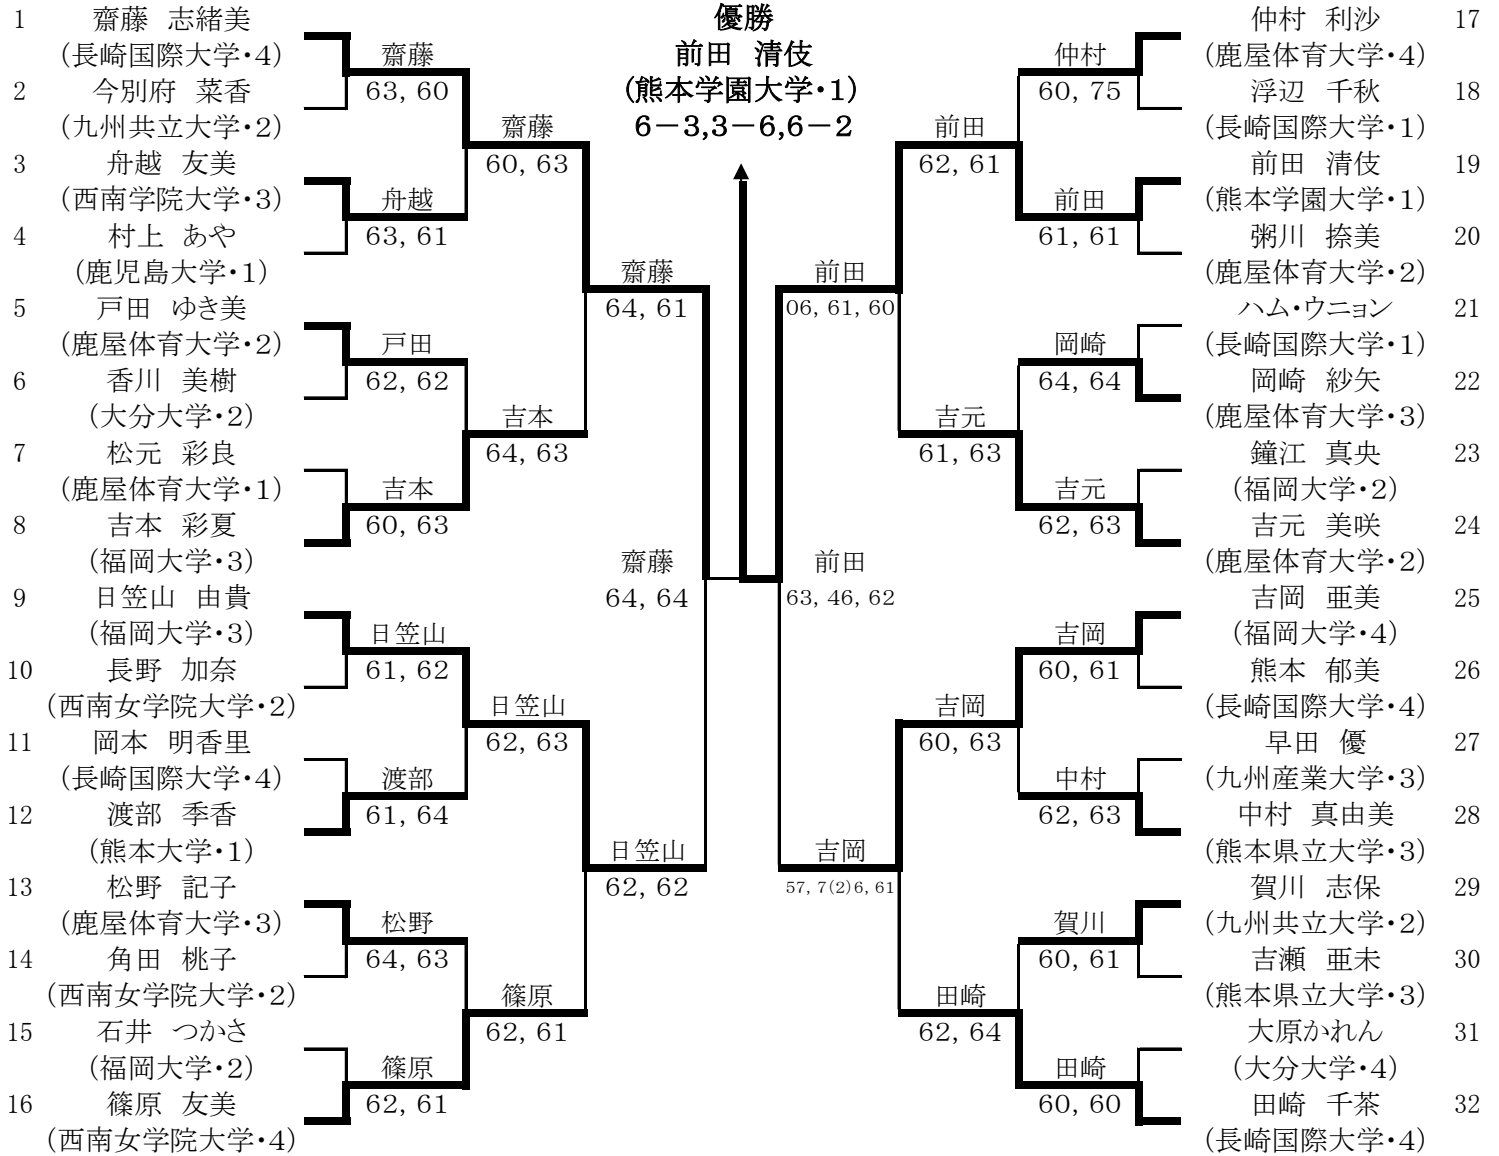 優勝
前田 清伎
(熊本学園大学・1)
6－3,3－6,6－2
1 齋藤 志緒美
(長崎国際大学・4)
2 今別府 菜香
(九州共立大学・2)
3 舟越 友美
(西南学院大学・3)
4 村上 あや
(鹿児島大学・1)
5 戸田 ゆき美
(鹿屋体育大学・2)
6 香川 美樹
(大分大学・2)
7 松元 彩良
(鹿屋体育大学・1)
8 吉本 彩夏
(福岡大学・3)
9 日笠山 由貴
(福岡大学・3)
10 長野 加奈
(西南女学院大学・2)
11 岡本 明香里
(長崎国際大学・4)
12 渡部 季香
(熊本大学・1)
13 松野 記子
(鹿屋体育大学・3)
14 角田 桃子
(西南女学院大学・2)
15 石井 つかさ
(福岡大学・2)
16 篠原 友美
(西南女学院大学・4)
齋藤
63, 60
舟越
63, 61
戸田
62, 62
吉本
60, 63
日笠山
61, 62
渡部
61, 64
松野
64, 63
篠原
62, 61
齋藤
60, 63
吉本
64, 63
日笠山
62, 63
篠原
62, 61
齋藤
64, 61
日笠山
62, 62
齋藤
64, 64
前田
63, 46, 62
前田
06, 61, 60
吉岡
57, 7(2)6, 61
前田
62, 61
吉元
61, 63
吉岡
60, 63
田崎
62, 64
仲村
60, 75
前田
61, 61
岡崎
64, 64
吉元
62, 63
吉岡
60, 61
中村
62, 63
賀川
60, 61
田崎
60, 60
仲村 利沙 17
(鹿屋体育大学・4)
浮辺 千秋 18
(長崎国際大学・1)
前田 清伎 19
(熊本学園大学・1)
粥川 捺美 20
(鹿屋体育大学・2)
ハム・ウニョン 21
(長崎国際大学・1)
岡崎 紗矢 22
(鹿屋体育大学・3)
鐘江 真央 23
(福岡大学・2)
吉元 美咲 24
(鹿屋体育大学・2)
吉岡 亜美 25
(福岡大学・4)
熊本 郁美 26
(長崎国際大学・4)
早田 優 27
(九州産業大学・3)
中村 真由美 28
(熊本県立大学・3)
賀川 志保 29
(九州共立大学・2)
吉瀬 亜未 30
(熊本県立大学・3)
大原かれん 31
(大分大学・4)
田崎 千茶 32
(長崎国際大学・4)